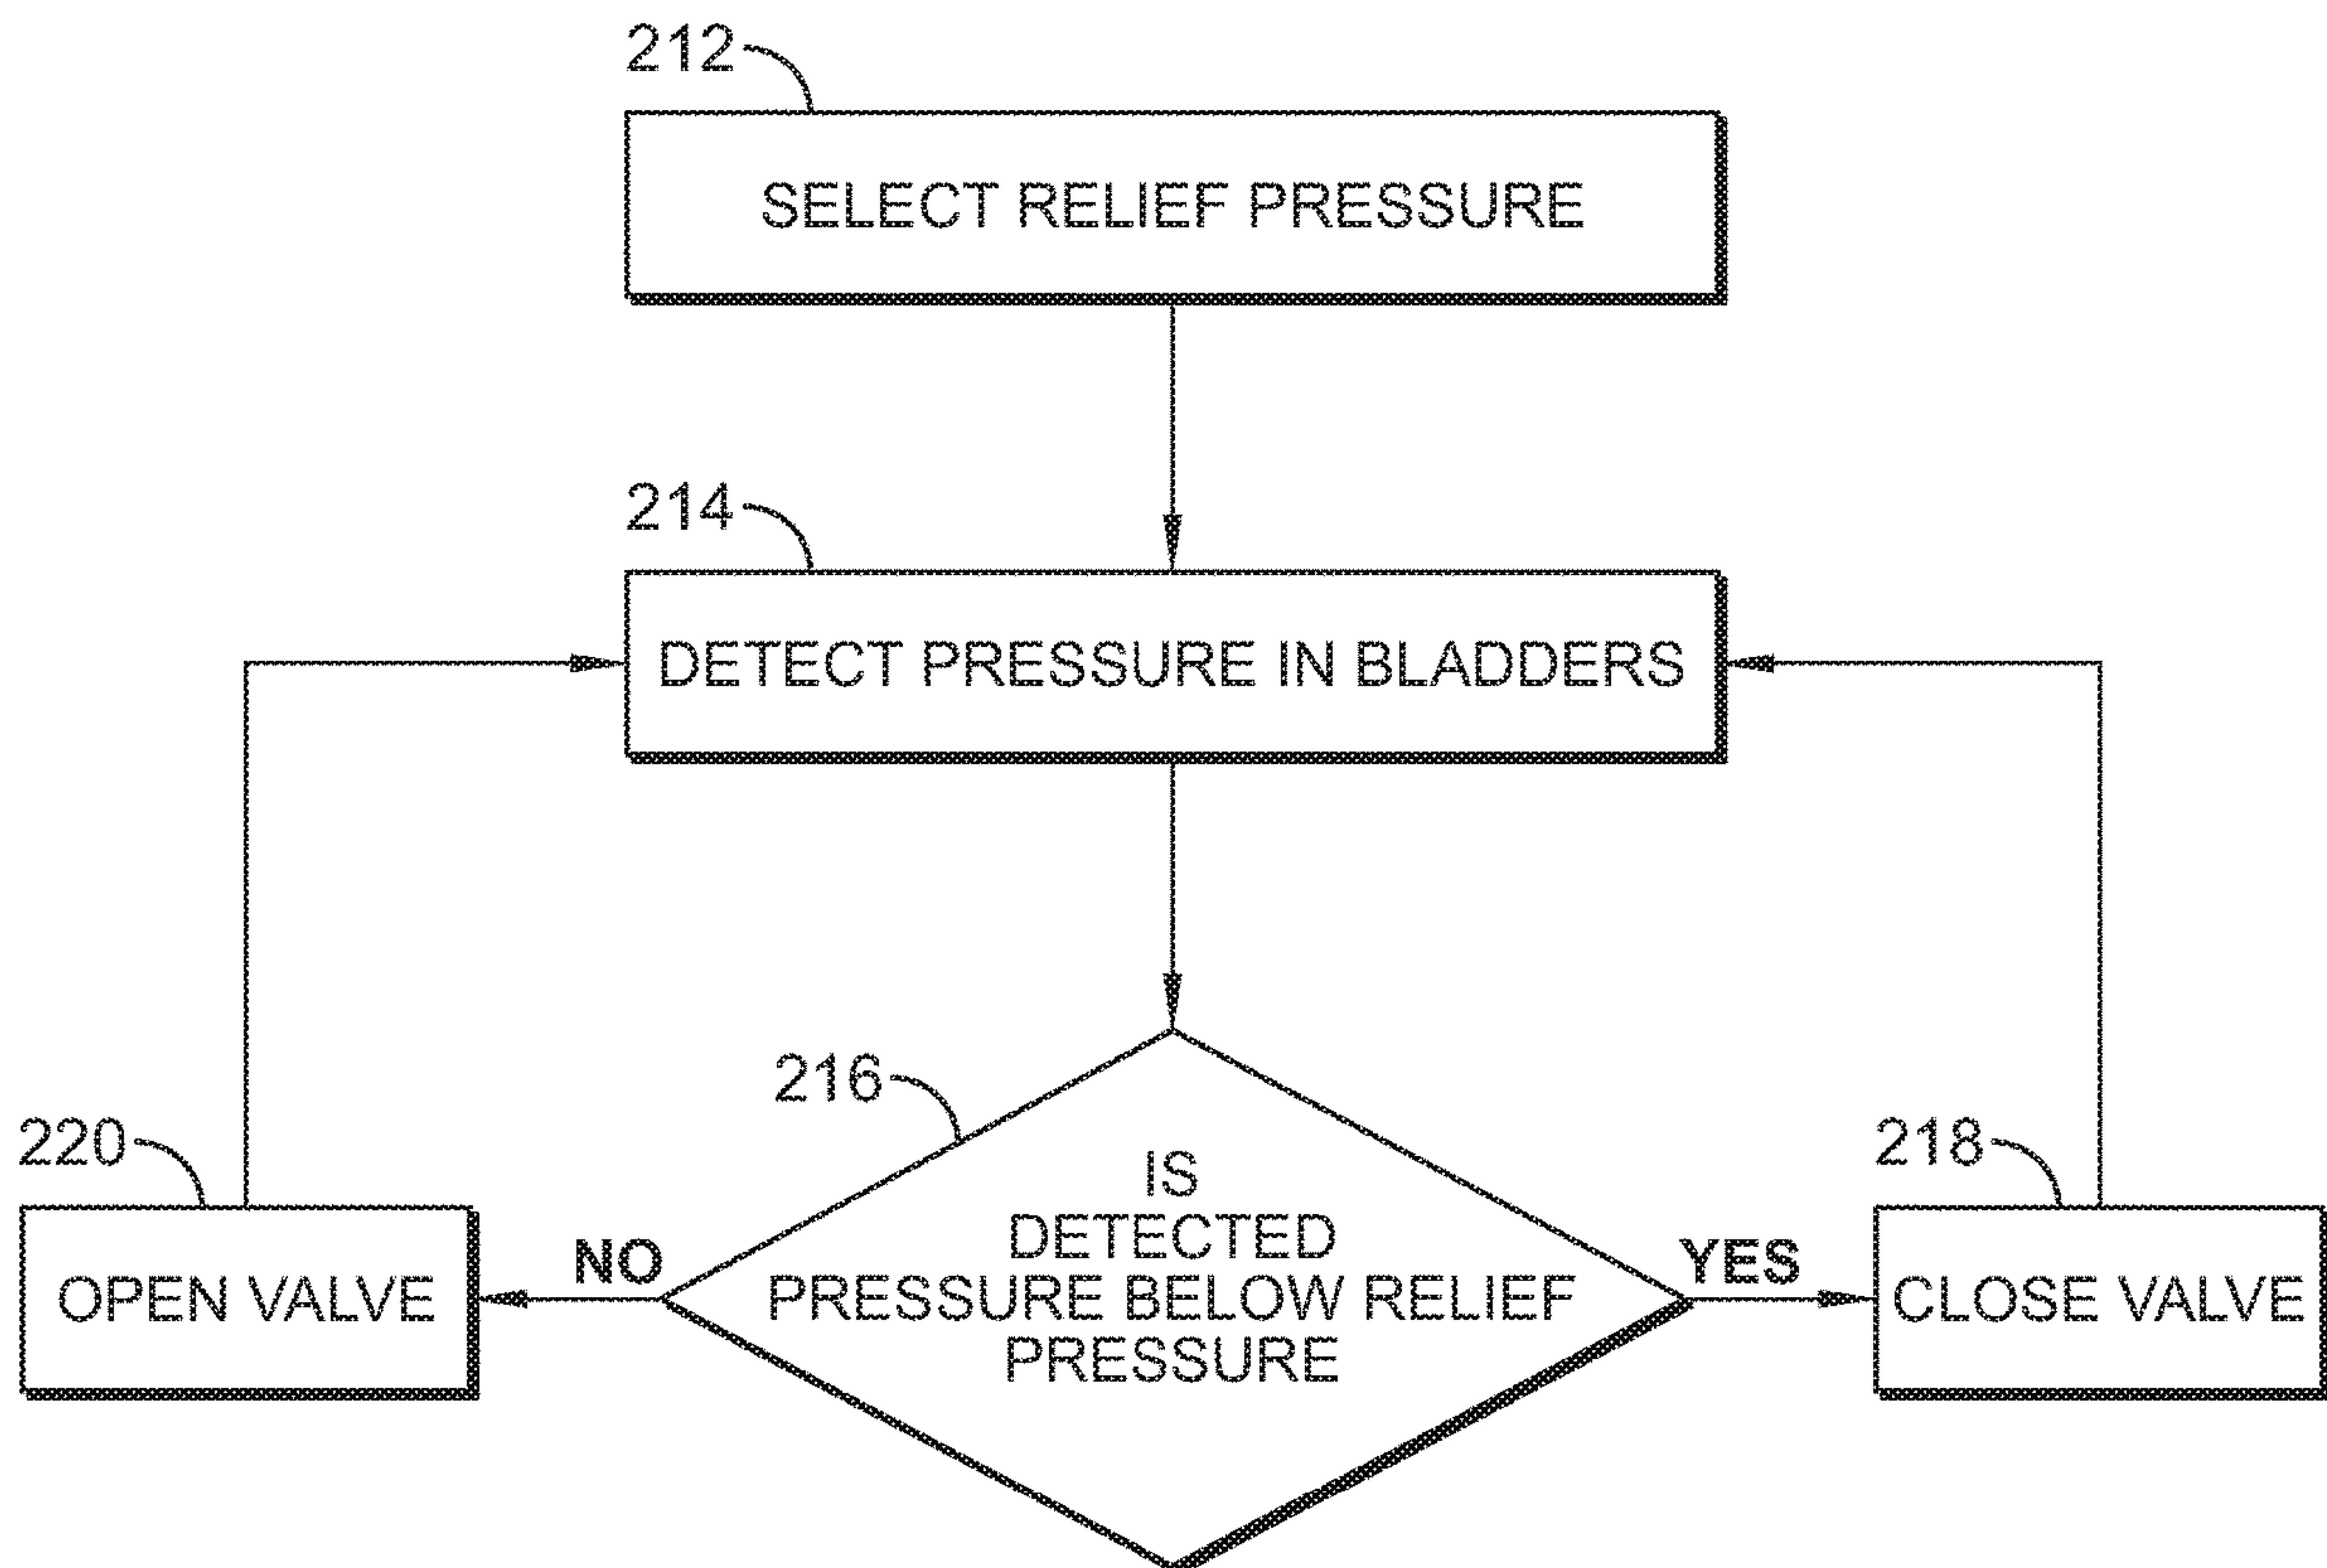 212
SELECT RELIEF PRESSURE
214
DETECT PRESSURE IN BLADDERS
216
IS
DETECTED
PRESSURE BELOW RELIEF
PRESSURE
220
OPEN VALVE
NO
YES
218
CLOSE VALVE